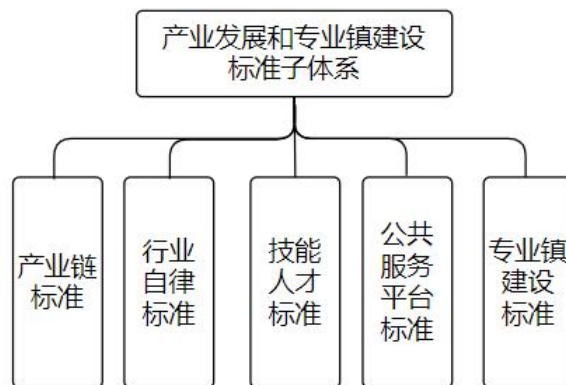 产业发展和专业镇建设
标准子体系
产业链
标准
行业
自律
标准
技能
人才
标准
公共
服务
平台
标准
专业镇
建设
标准